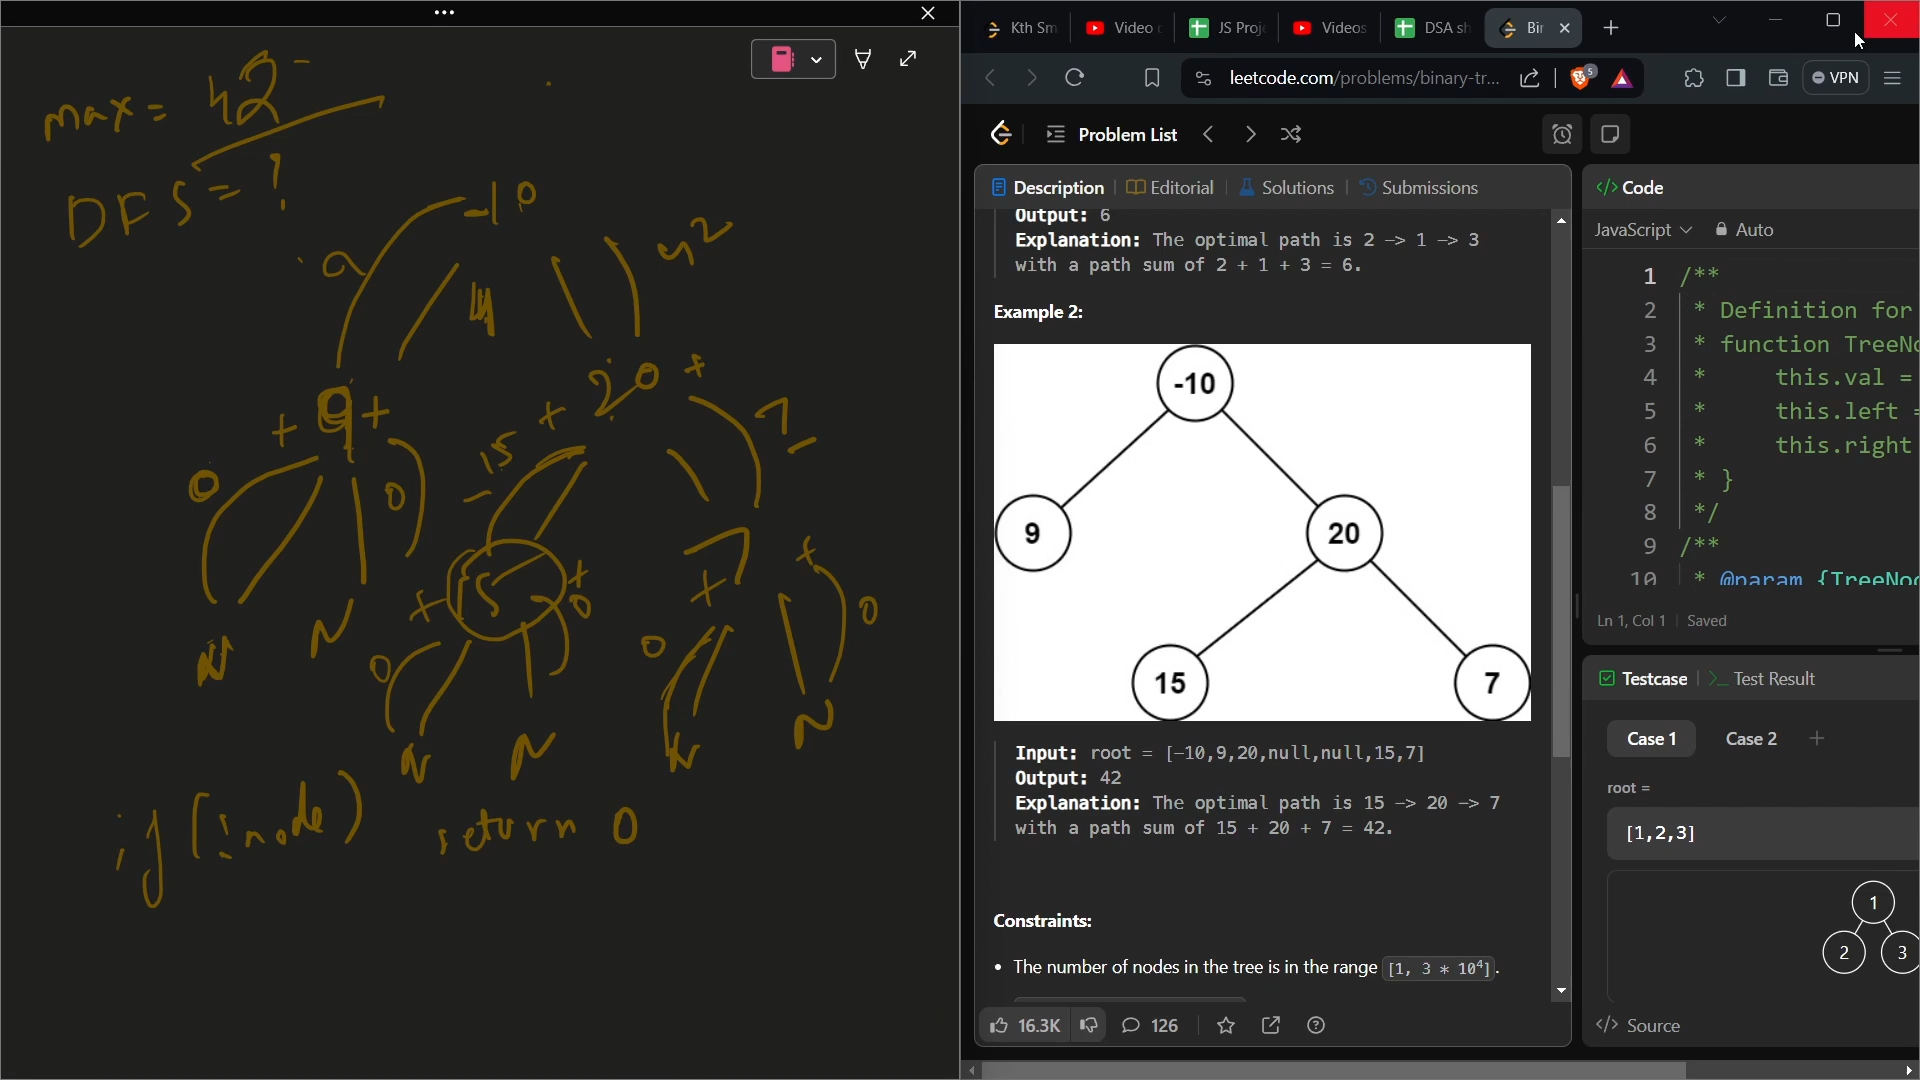 max = 42
DFS = ?
-10
9
42
9
20
+
+
+
+
15
7
0
0
15
7
+
+
+
+
0
0
0
0
N
N
N
N
N
N
if (!node) return 0
Kth Sm
Video
JS Proj
Videos
DSA sh
Bir
leetcode.com/problems/binary-tr...
5
VPN
Problem List
Description
Editorial
Solutions
Submissions
Output: 6
Explanation: The optimal path is 2 -> 1 -> 3
with a path sum of 2 + 1 + 3 = 6.
Example 2:
-10
9
20
15
7
Input: root = [-10,9,20,null,null,15,7]
Output: 42
Explanation: The optimal path is 15 -> 20 -> 7
with a path sum of 15 + 20 + 7 = 42.
Constraints:
• The number of nodes in the tree is in the range [1, 3 * 10⁴].
16.3K
126
</> Code
JavaScript
Auto
1 /**
2 * Definition for
3 * function TreeNo
4 * this.val =
5 * this.left =
6 * this.right
7 * }
8 */
9 /**
10 * @param {TreeNod
Ln 1, Col 1
Saved
Testcase
>_ Test Result
Case 1
Case 2
+
root =
[1,2,3]
1
2
3
</> Source